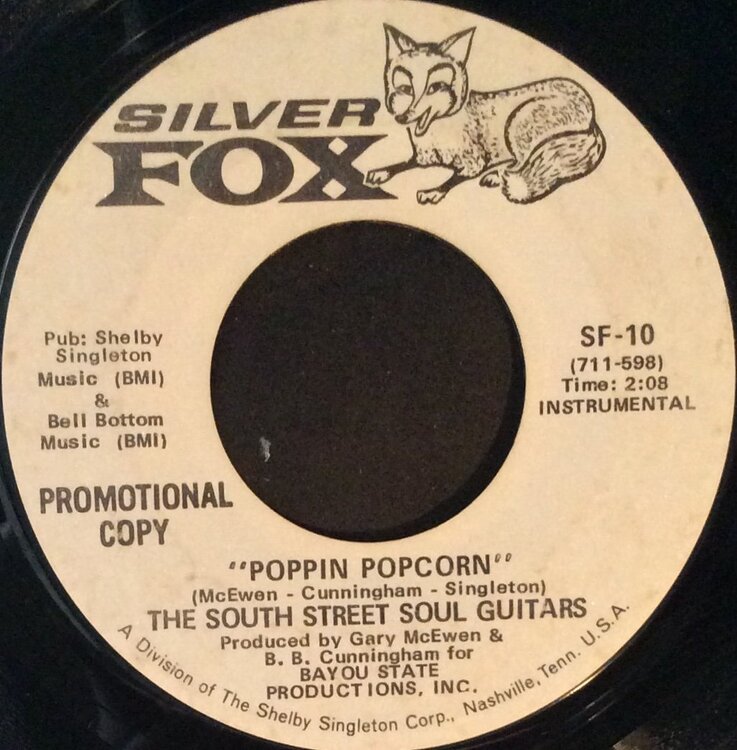 SILVER
FOX
Pub: Shelby
Singleton
Music (BMI)
&
Bell Bottom
Music (BMI)
SF-10
(711-598)
Time: 2:08
INSTRUMENTAL
PROMOTIONAL
COPY
"POPPIN POPCORN"
(McEwen - Cunningham - Singleton)
THE SOUTH STREET SOUL GUITARS
Produced by Gary McEwen &
B. B. Cunningham for
BAYOU STATE
PRODUCTIONS, INC.
A Division of The Shelby Singleton Corp., Nashville, Tenn. U.S.A.